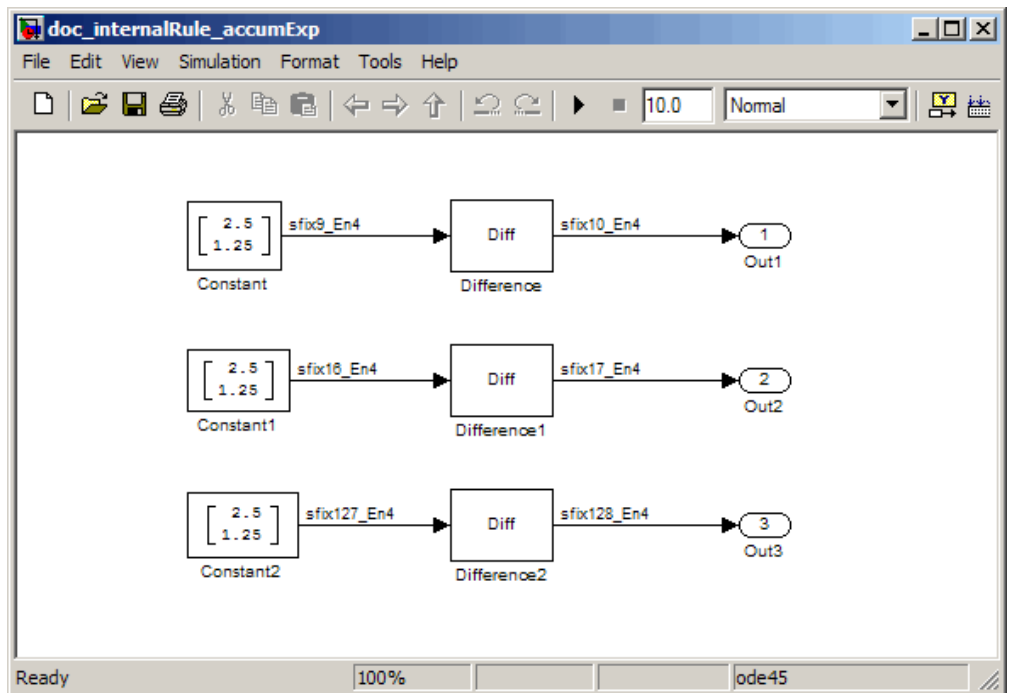 doc_internalRule_accumExp
File Edit View Simulation Format Tools Help
10.0 Normal
2.5
1.25
sfix9_En4
Diff
sfix10_En4
1
Constant
Difference
Out1
2.5
1.25
sfix16_En4
Diff
sfix17_En4
2
Constant1
Difference1
Out2
2.5
1.25
sfix127_En4
Diff
sfix128_En4
3
Constant2
Difference2
Out3
Ready 100% ode45